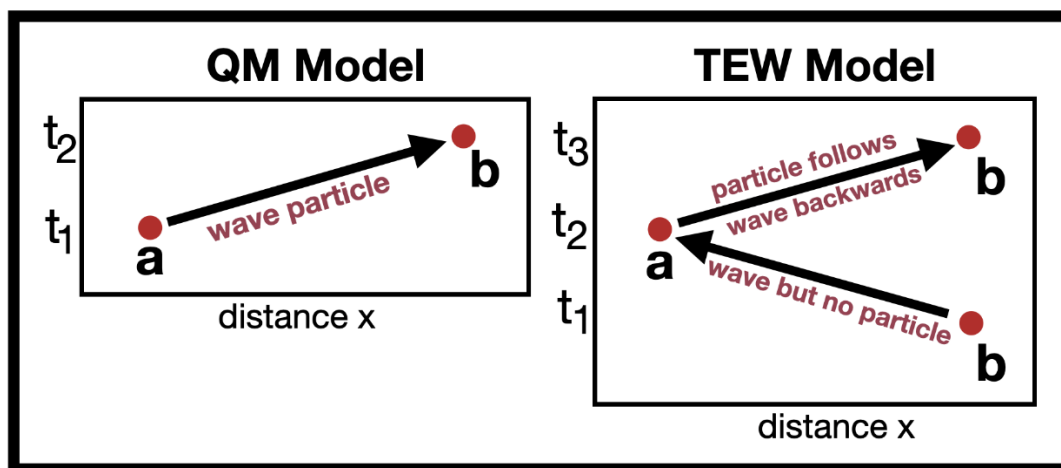 QM Model
t2
t1
a
b
wave particle
distance x
TEW Model
t3
t2
t1
a
b
b
particle follows
wave backwards
wave but no particle
distance x